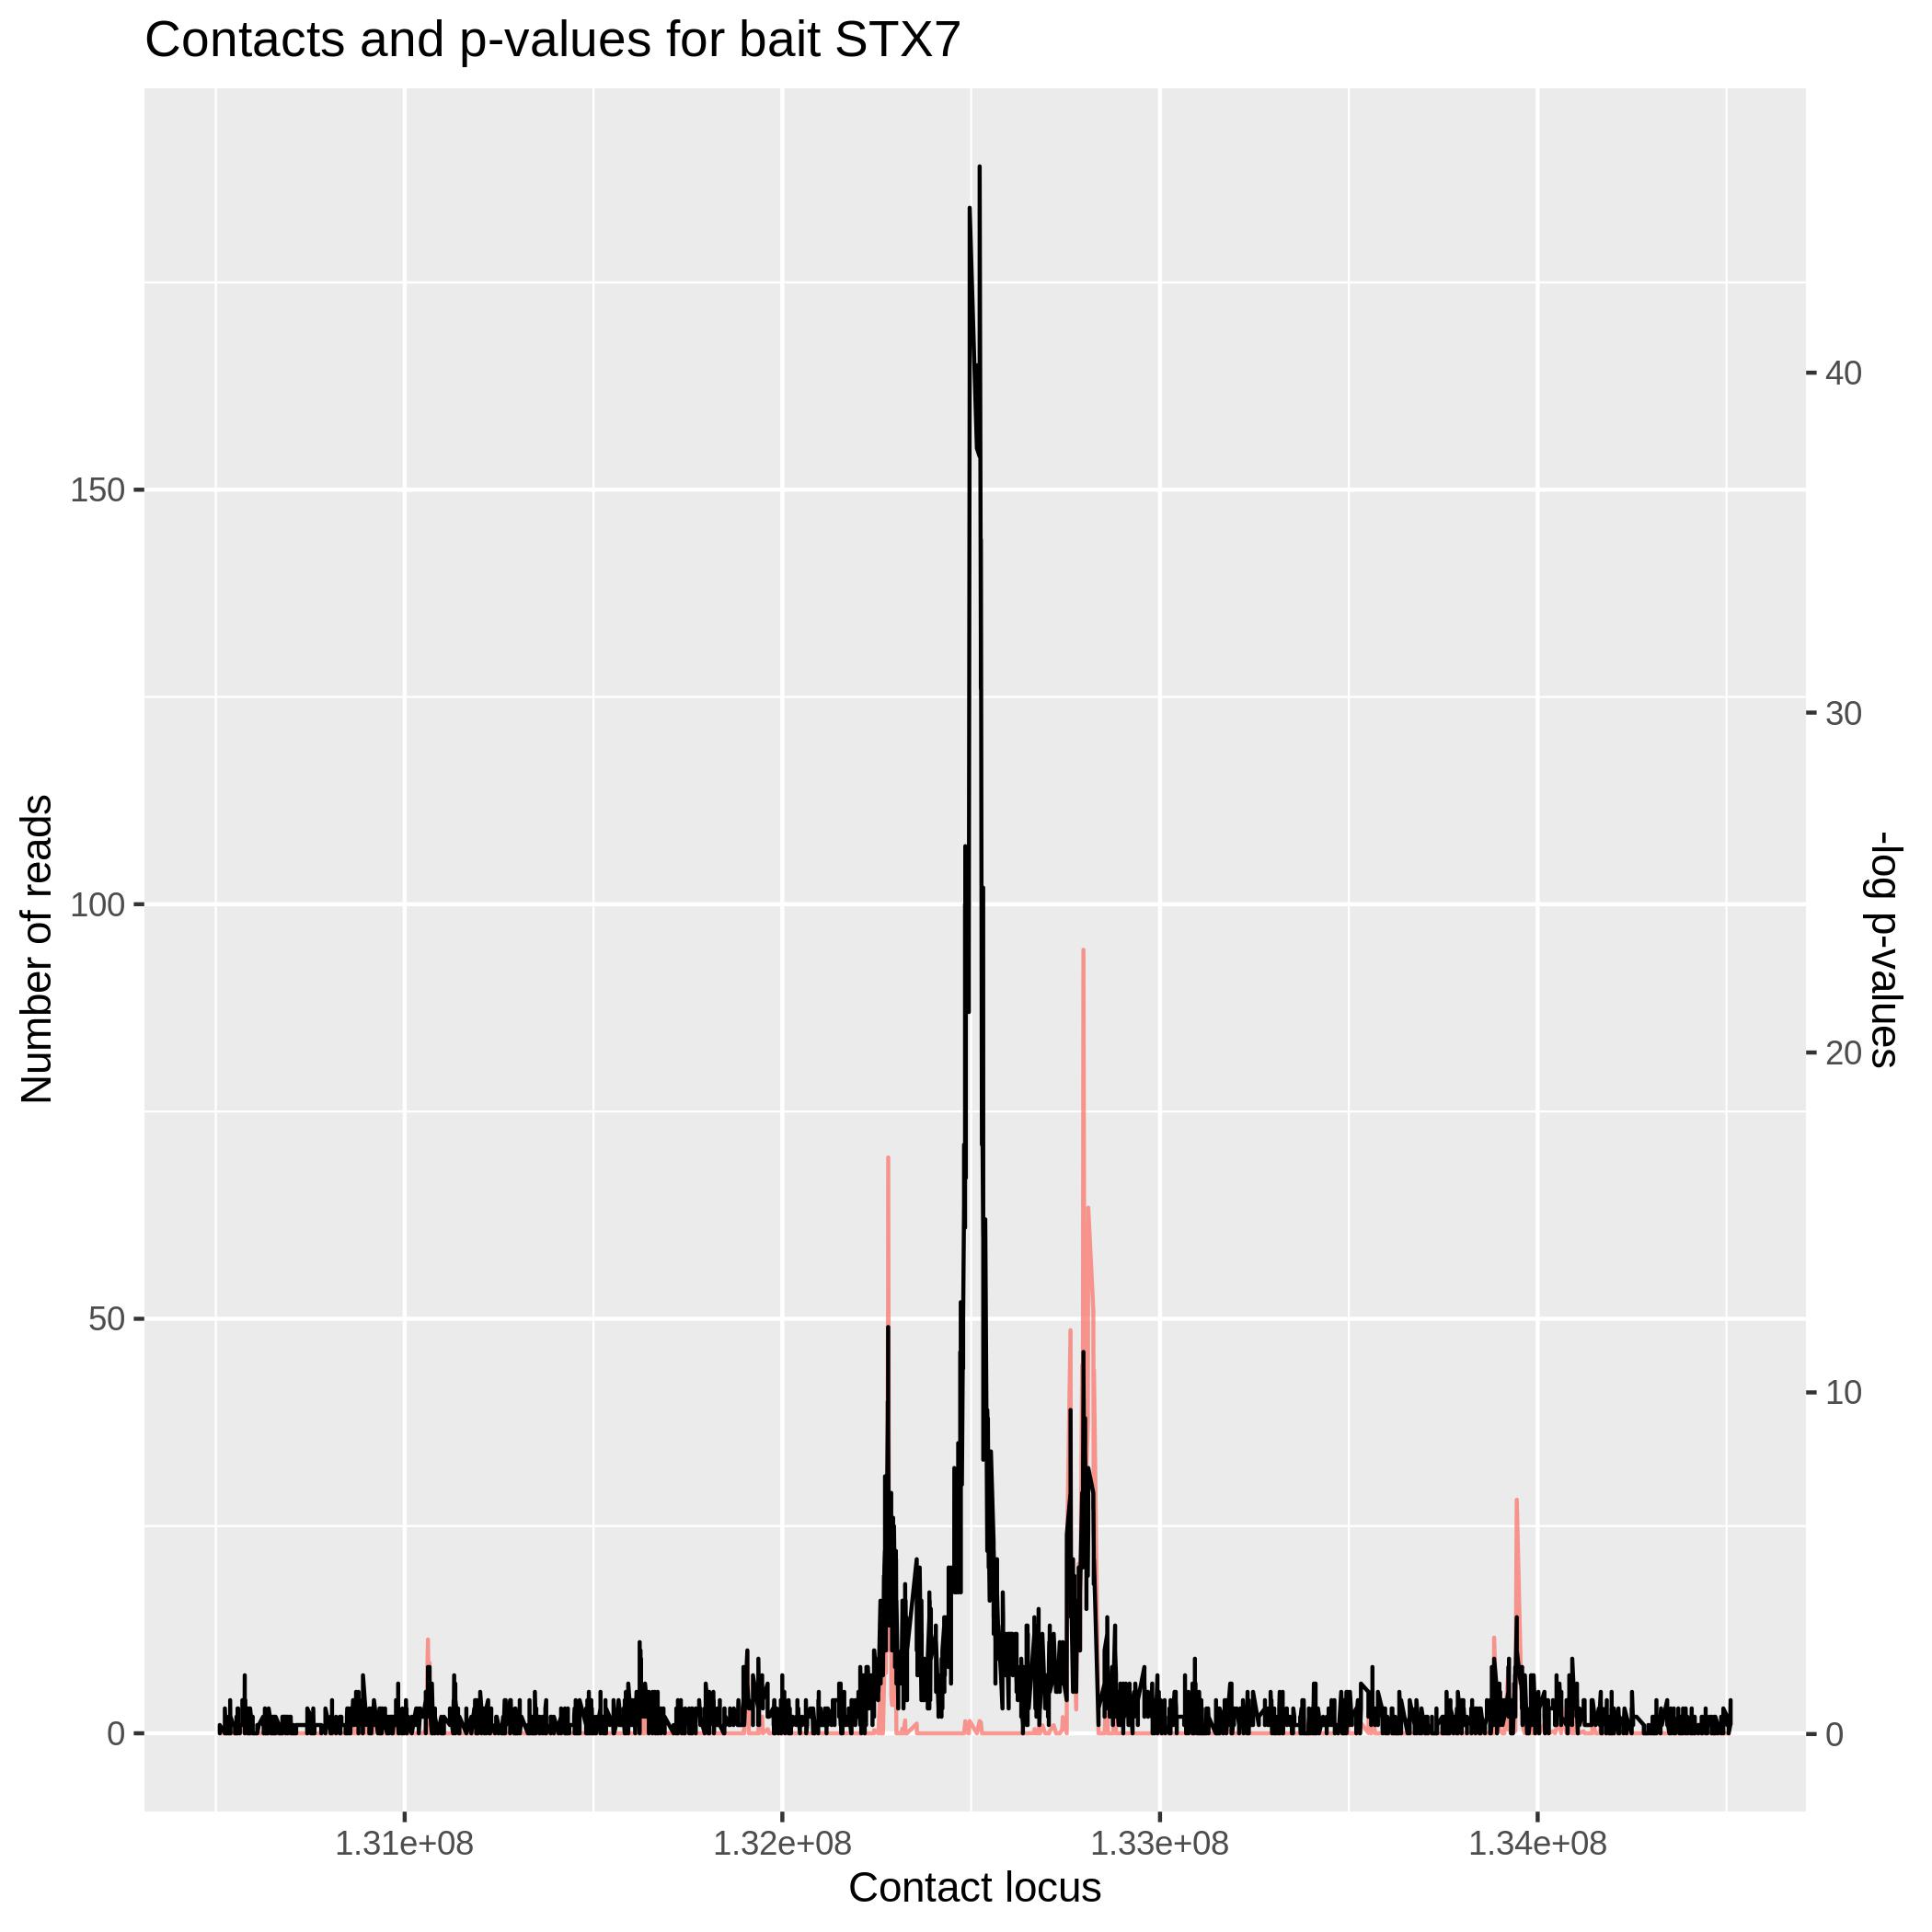 Contacts and p-values for bait STX7
150
100
50
0
40
30
20
10
0
Number of reads
-log p-values
1.31e+08
1.32e+08
1.33e+08
1.34e+08
Contact locus